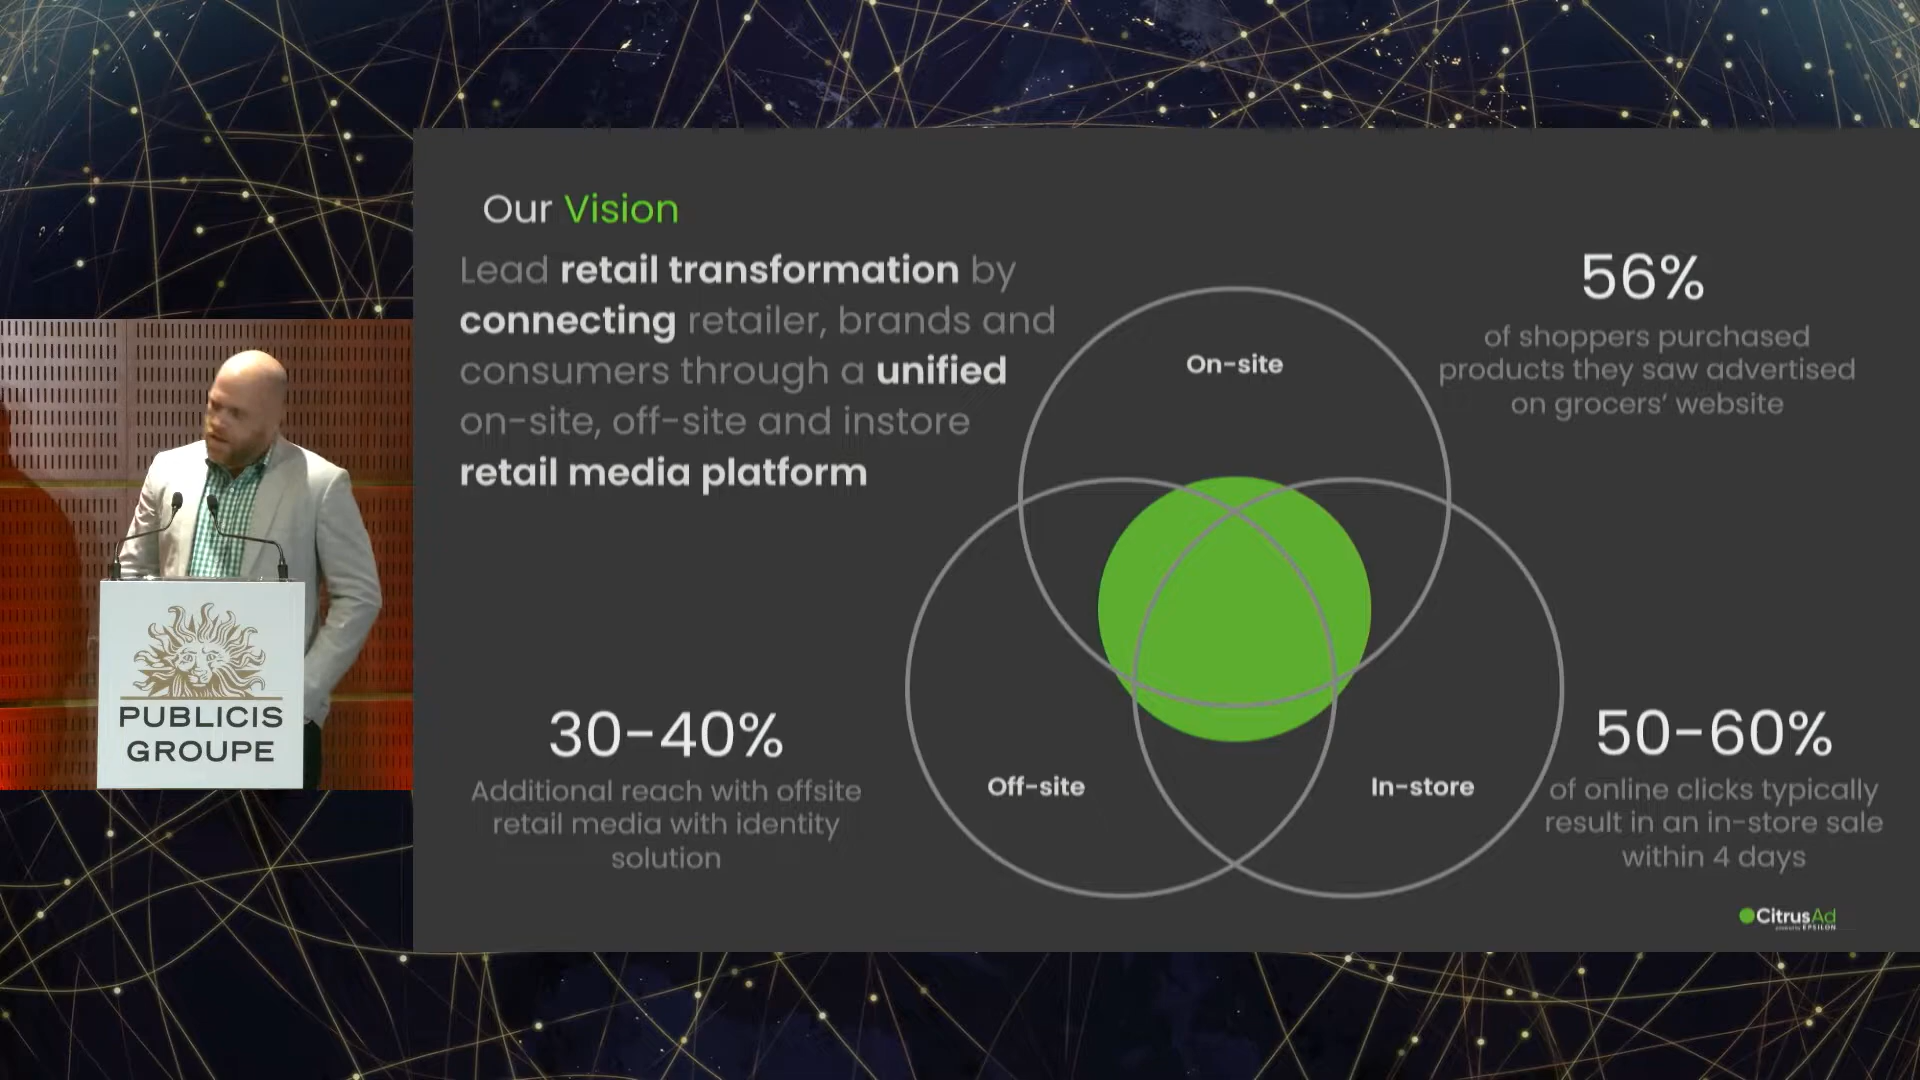 Our Vision
Lead retail transformation by
connecting retailer, brands and
consumers through a unified
on-site, off-site and instore
retail media platform
56%
of shoppers purchased
products they saw advertised
on grocers' website
On-site
Off-site
In-store
30-40%
Additional reach with offsite
retail media with identity
solution
50-60%
of online clicks typically
result in an in-store sale
within 4 days
CitrusAd
powered by EPSILON
PUBLICIS
GROUPE